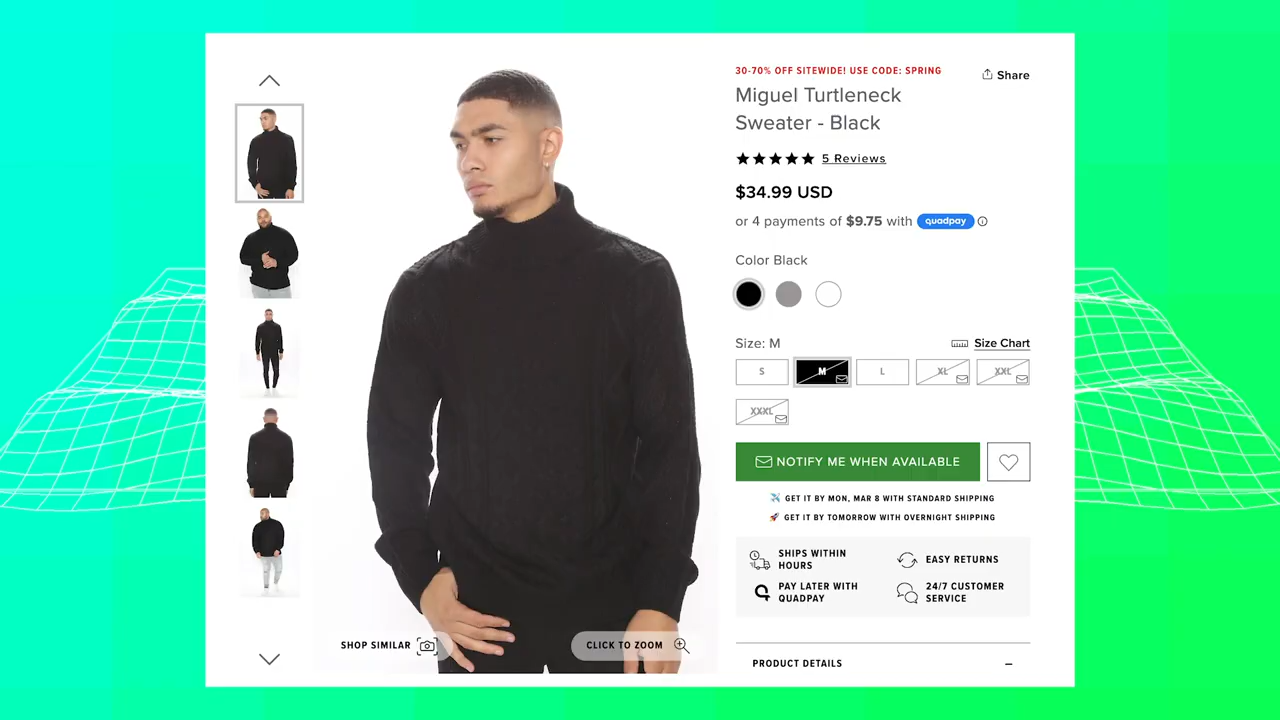 30-70% OFF SITEWIDE! USE CODE: SPRING
Share
Miguel Turtleneck
Sweater - Black
5 Reviews
$34.99 USD
or 4 payments of $9.75 with quadpay
Color Black
Size: M
Size Chart
S M L XL XXL
XXXL
NOTIFY ME WHEN AVAILABLE
GET IT BY MON, MAR 8 WITH STANDARD SHIPPING
GET IT BY TOMORROW WITH OVERNIGHT SHIPPING
SHIPS WITHIN
HOURS
EASY RETURNS
PAY LATER WITH
QUADPAY
24/7 CUSTOMER
SERVICE
SHOP SIMILAR
CLICK TO ZOOM
PRODUCT DETAILS